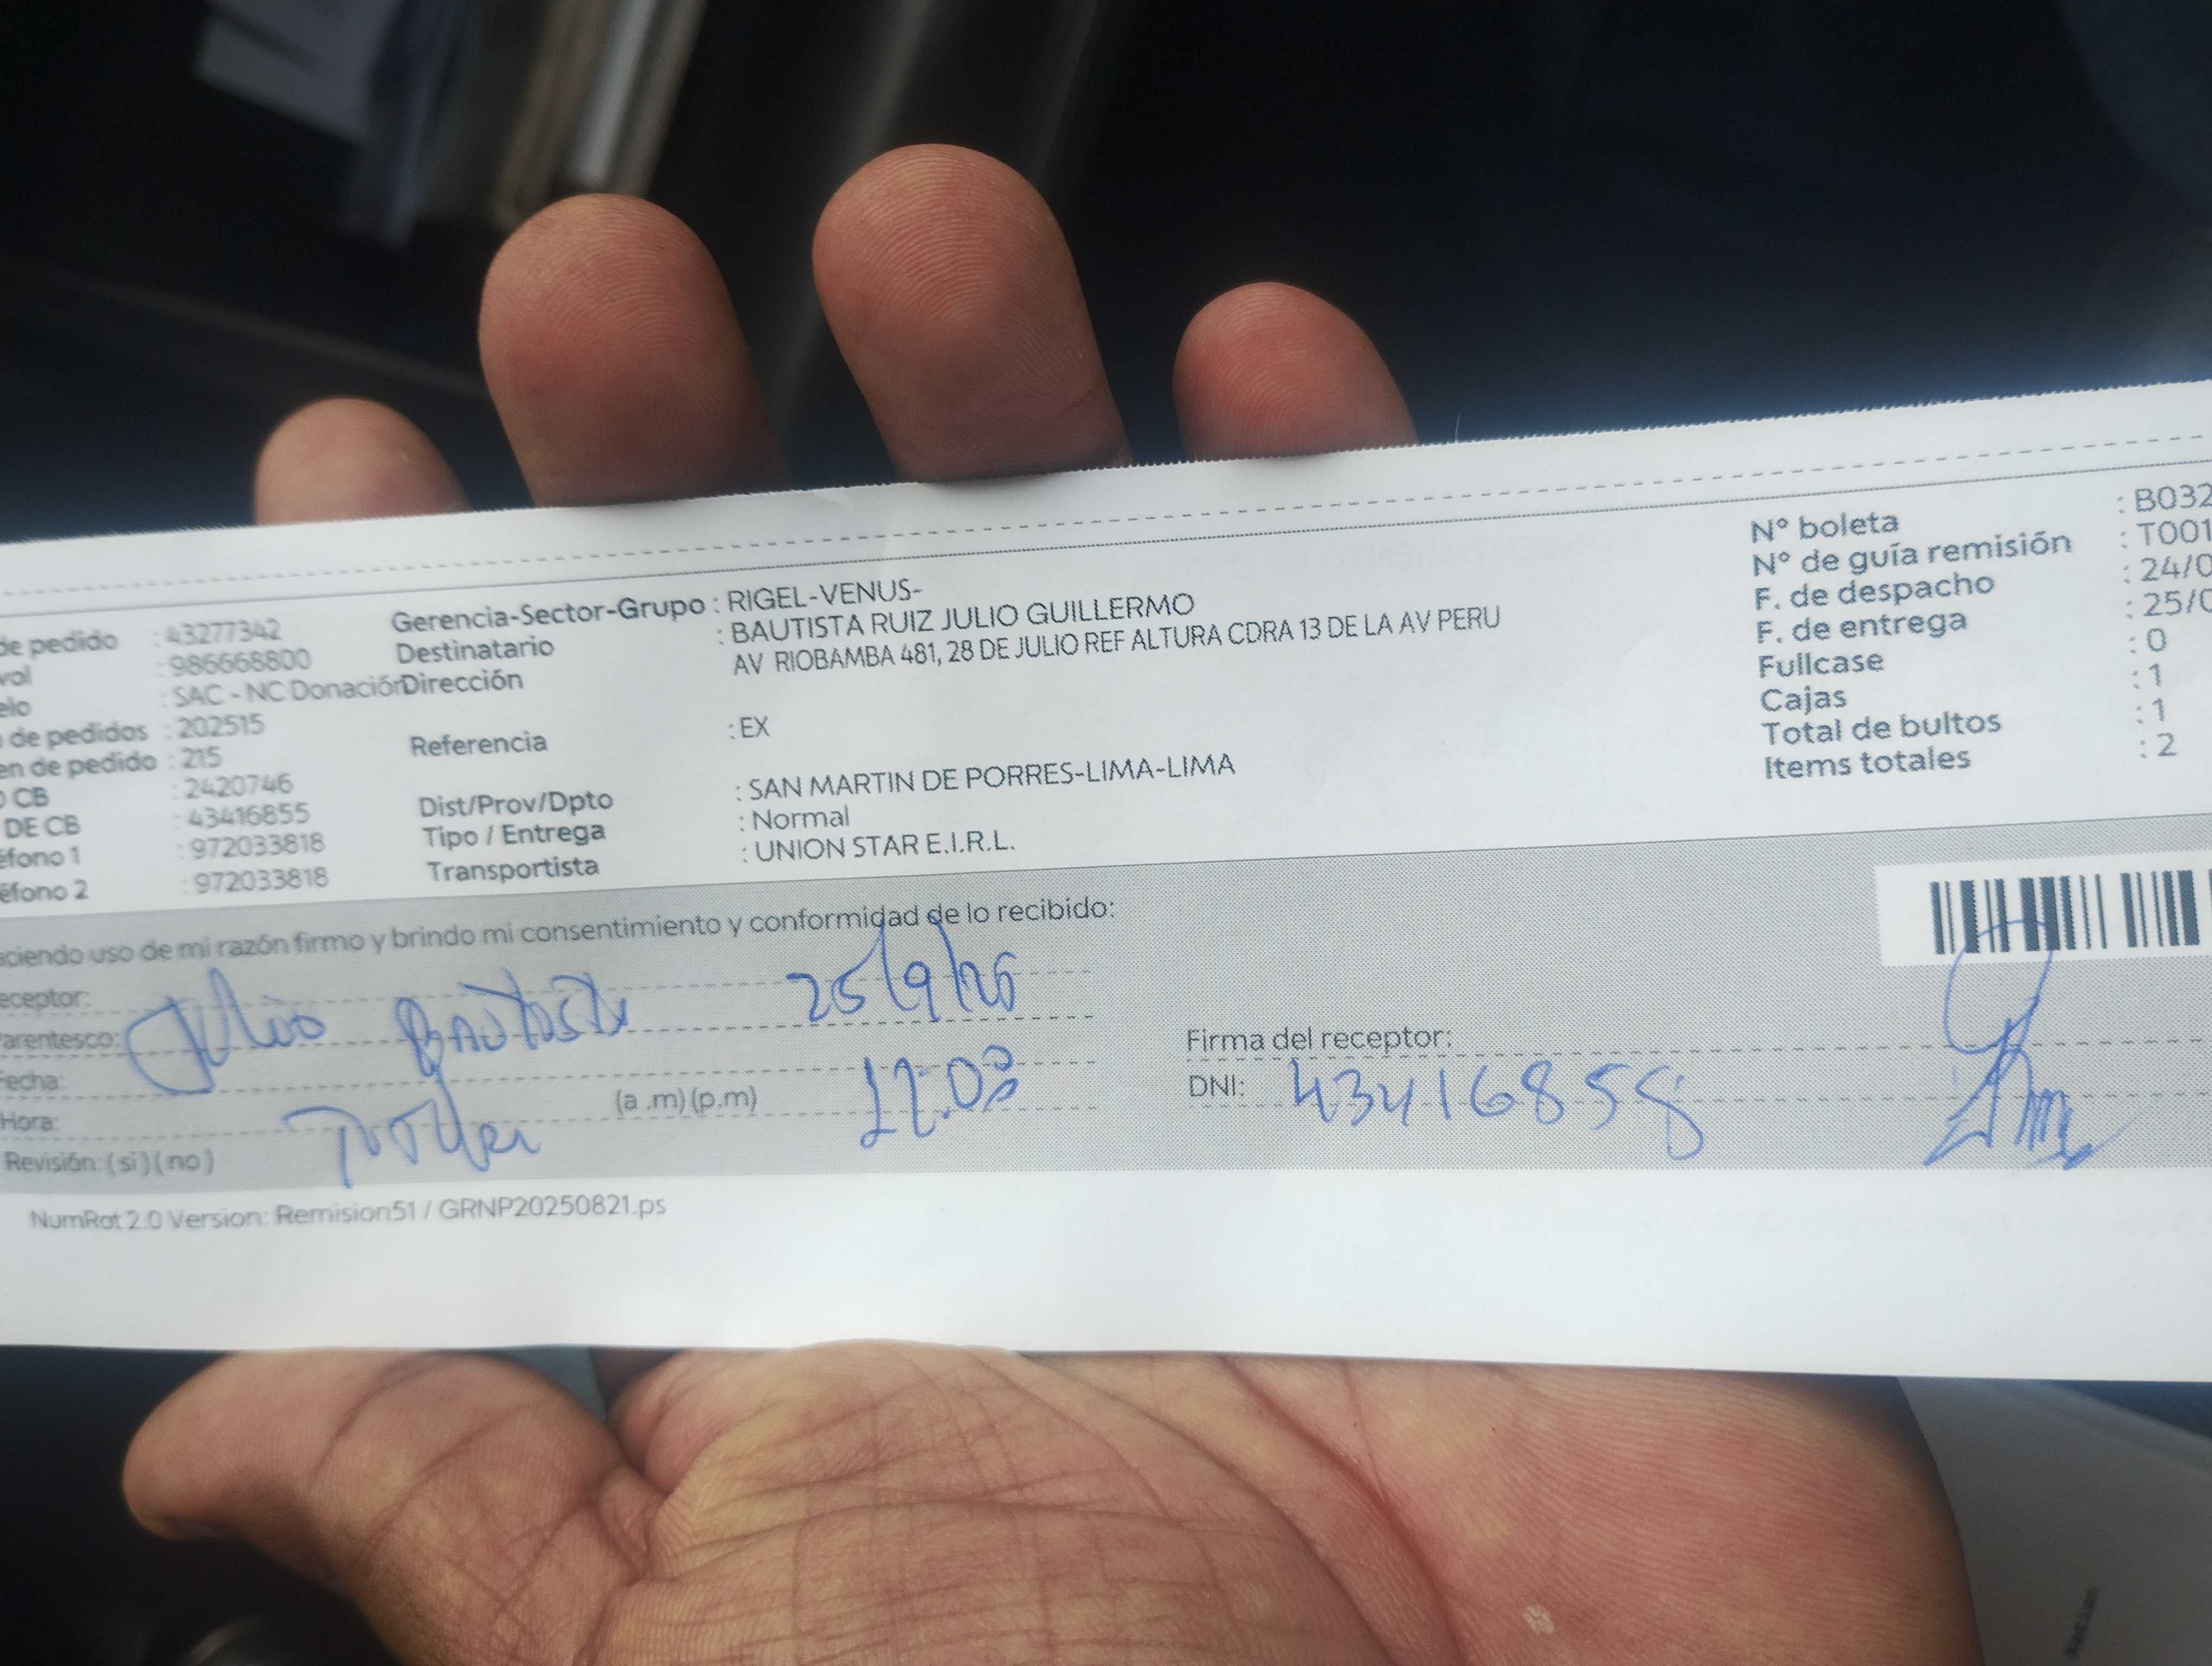 de pedido : 43277342
: 986668800
elo : SAC - NC Donación
de pedidos : 202515
en de pedido : 215
CB : 2420746
DE CB : 43416855
éfono 1 : 972033818
éfono 2 : 972033818
Gerencia-Sector-Grupo : RIGEL-VENUS-
Destinatario : BAUTISTA RUIZ JULIO GUILLERMO
Dirección AV RIOBAMBA 481, 28 DE JULIO REF ALTURA CDRA 13 DE LA AV PERU
Referencia : EX
Dist/Prov/Dpto : SAN MARTIN DE PORRES-LIMA-LIMA
Tipo / Entrega : Normal
Transportista : UNION STAR E.I.R.L.
N° boleta : B032
N° de guía remisión : T001
F. de despacho : 24/0
F. de entrega : 25/0
Fullcase : 0
Cajas : 1
Total de bultos : 1
Items totales : 2
aciendo uso de mi razón firmo y brindo mi consentimiento y conformidad de lo recibido:
eceptor:
Parentesco: Julio Bautista 25/9/
Fecha:
Hora: (a .m) (p.m)
Revisión: (si) (no)
Firma del receptor:
DNI: 43416855
NumRot 2.0 Version: Remision51 / GRNP20250821.ps